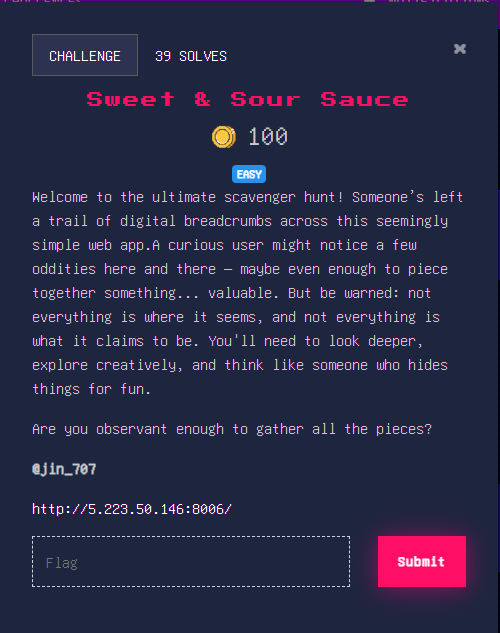 CHALLENGE
39 SOLVES
Sweet & Sour Sauce
100
EASY
Welcome to the ultimate scavenger hunt! Someone's left
a trail of digital breadcrumbs across this seemingly
simple web app.A curious user might notice a few
oddities here and there — maybe even enough to piece
together something... valuable. But be warned: not
everything is where it seems, and not everything is
what it claims to be. You'll need to look deeper,
explore creatively, and think like someone who hides
things for fun.
Are you observant enough to gather all the pieces?
@jin_707
http://5.223.50.146:8006/
Flag
Submit